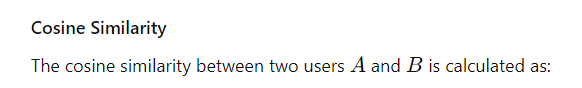 Cosine Similarity
The cosine similarity between two users A and B is calculated as: